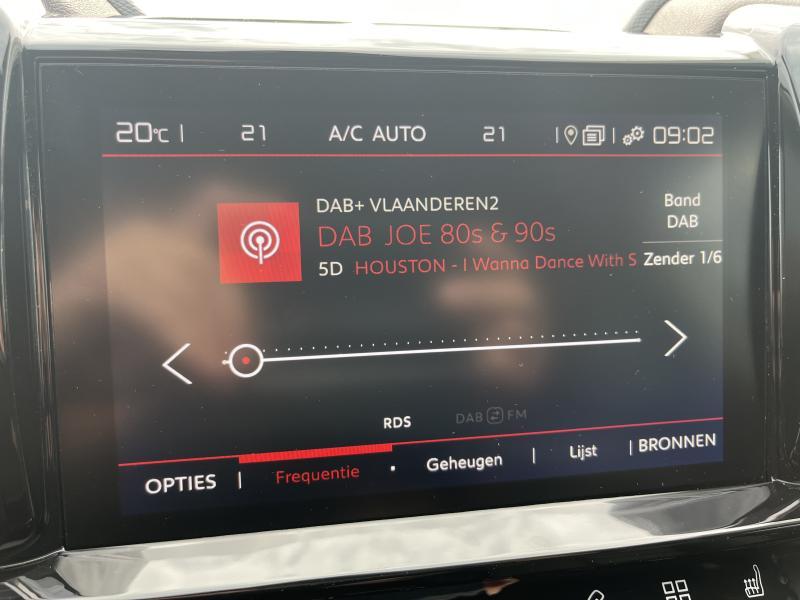 20°C | 21 A/C AUTO 21 | | 09:02
DAB+ VLAANDEREN2
DAB JOE 80s & 90s
5D HOUSTON - I Wanna Dance With S
Band
DAB
Zender 1/6
RDS DAB FM
OPTIES | Frequentie · Geheugen | Lijst | BRONNEN